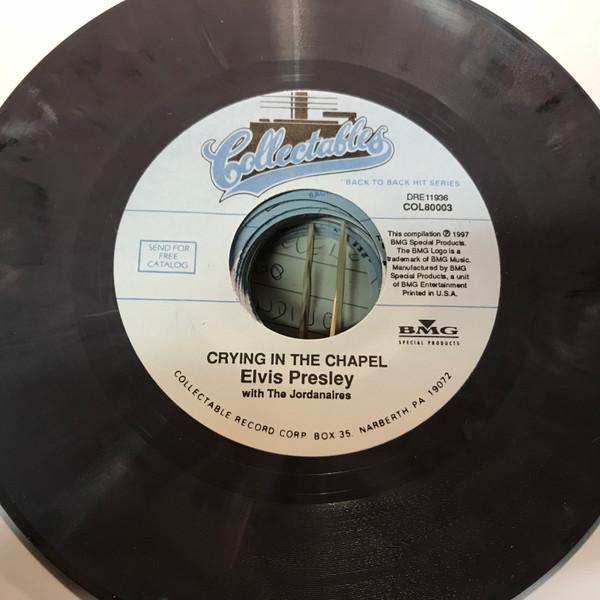 Collectables
"BACK TO BACK HIT SERIES"
DRE11936
COL80003
SEND FOR
FREE
CATALOG
This compilation ℗ 1997
BMG Special Products.
The BMG Logo is a
trademark of BMG Music.
Manufactured by BMG
Special Products, a unit
of BMG Entertainment
Printed in U.S.A.
BMG
SPECIAL PRODUCTS
CRYING IN THE CHAPEL
Elvis Presley
with The Jordanaires
COLLECTABLE RECORD CORP. BOX 35, NARBERTH, PA 19072